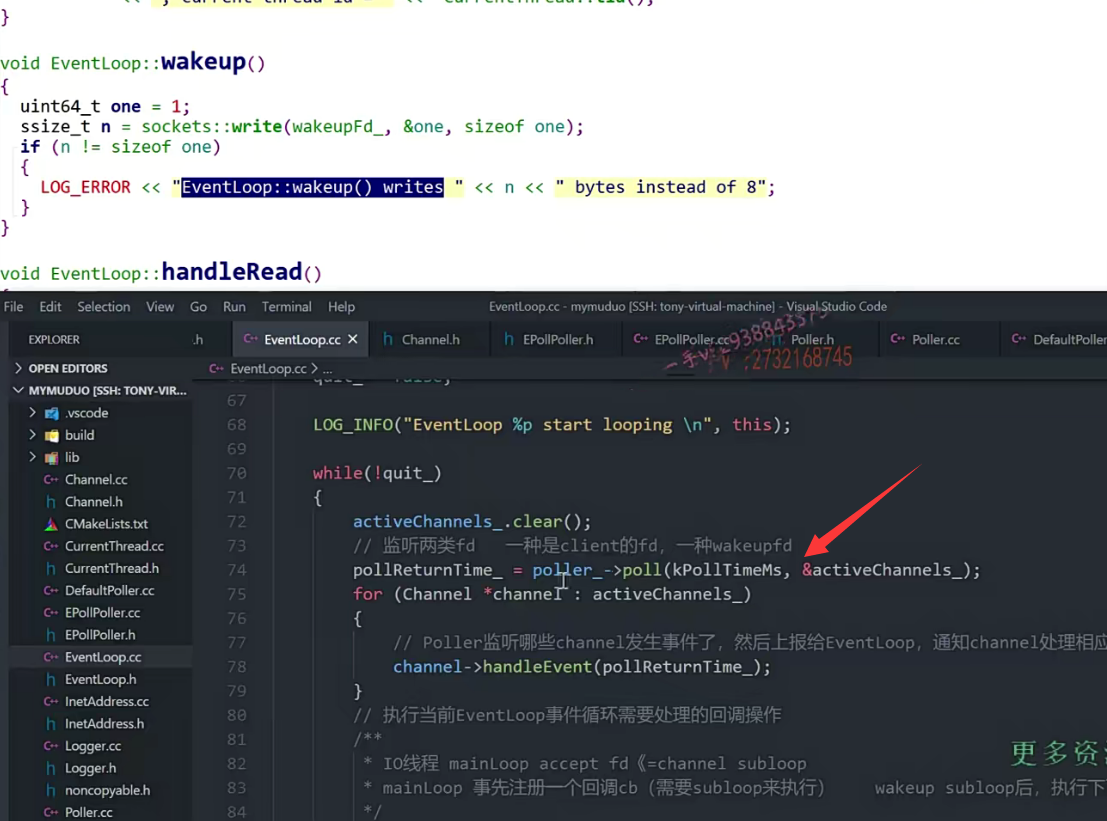 << ", current thread id = " << CurrentThread::tid();
}
void EventLoop::wakeup()
{
uint64_t one = 1;
ssize_t n = sockets::write(wakeupFd_, &one, sizeof one);
if (n != sizeof one)
{
LOG_ERROR << "EventLoop::wakeup() writes " << n << " bytes instead of 8";
}
}
void EventLoop::handleRead()
File Edit Selection View Go Run Terminal Help EventLoop.cc - mymuduo [SSH: tony-virtual-machine] - Visual Studio Code
EXPLORER .h EventLoop.cc Channel.h EPollPoller.h EPollPoller.cc Poller.h Poller.cc DefaultPoller
一手 938843375
V:2732168745
OPEN EDITORS
EventLoop.cc > ...
MYMUDUO [SSH: TONY-VIR...
.vscode
build
lib
Channel.cc
Channel.h
CMakeLists.txt
CurrentThread.cc
CurrentThread.h
DefaultPoller.cc
EPollPoller.cc
EPollPoller.h
EventLoop.cc
EventLoop.h
InetAddress.cc
InetAddress.h
Logger.cc
Logger.h
noncopyable.h
Poller.cc
quit_ = false;
67
68 LOG_INFO("EventLoop %p start looping \n", this);
69
70 while(!quit_)
71 {
72 activeChannels_.clear();
73 // 监听两类fd 一种是client的fd，一种wakeupfd
74 pollReturnTime_ = poller_->poll(kPollTimeMs, &activeChannels_);
75 for (Channel *channel : activeChannels_)
76 {
77 // Poller监听哪些channel发生事件了，然后上报给EventLoop，通知channel处理相应
78 channel->handleEvent(pollReturnTime_);
79 }
80 // 执行当前EventLoop事件循环需要处理的回调操作
81 /**
82 * IO线程 mainLoop accept fd《=channel subloop
83 * mainLoop 事先注册一个回调cb（需要subloop来执行） wakeup subloop后，执行下
84 */
更多资